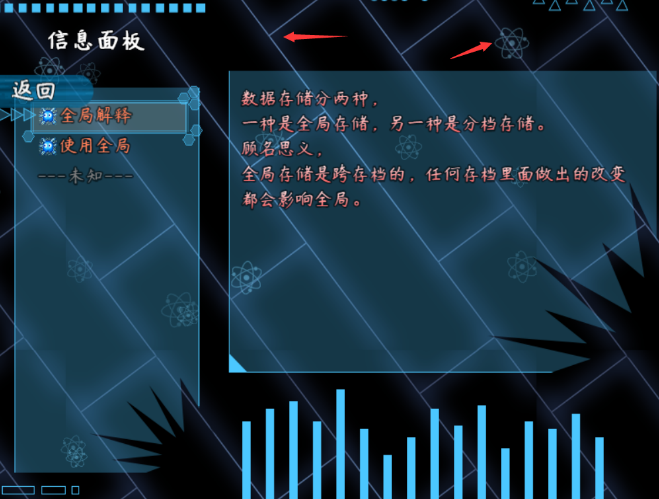 信息面板
返回
全局解释
使用全局
---未知---
数据存储分两种，
一种是全局存储，另一种是分档存储。
顾名思义，
全局存储是跨存档的，任何存档里面做出的改变
都会影响全局。